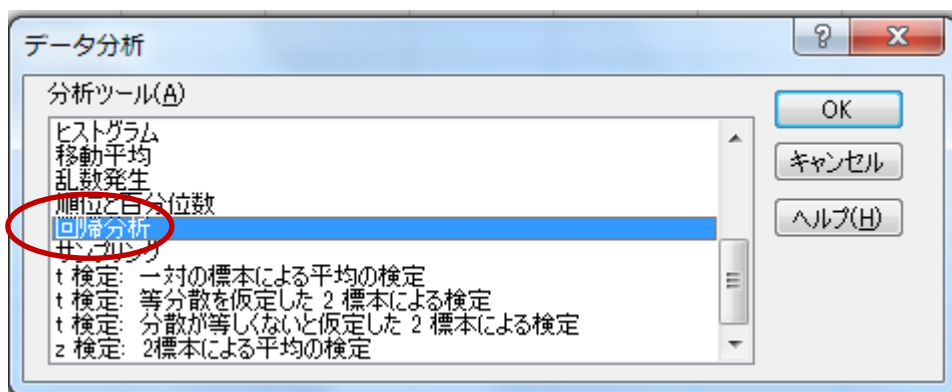 データ分析
分析ツール(A)
ヒストグラム
移動平均
乱数発生
順位と百分位数
回帰分析
サンプリング
t 検定: 一対の標本による平均の検定
t 検定: 等分散を仮定した 2 標本による検定
t 検定: 分散が等しくないと仮定した 2 標本による検定
z 検定: 2標本による平均の検定
OK
キャンセル
ヘルプ(H)